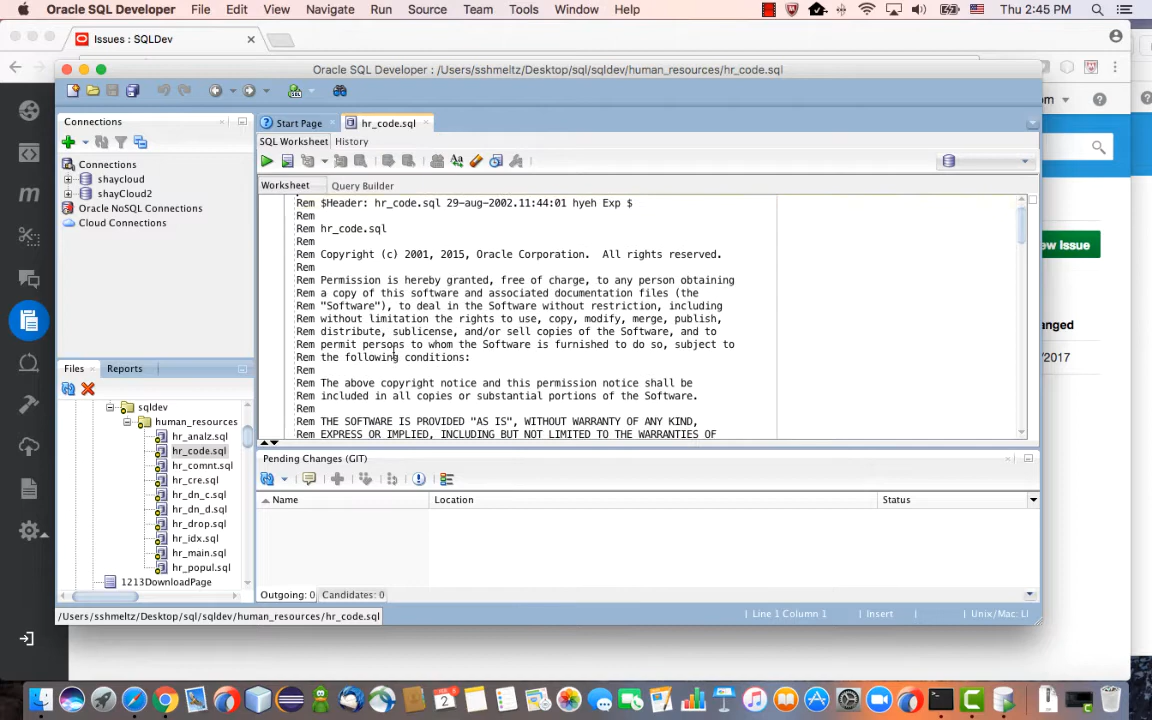 Oracle SQL Developer File Edit View Navigate Run Source Team Tools Window Help Thu 2:45 PM
Issues : SQLDev
Oracle SQL Developer : /Users/sshmeltz/Desktop/sql/sqldev/human_resources/hr_code.sql
Connections
Connections
shaycloud
shayCloud2
Oracle NoSQL Connections
Cloud Connections
Files Reports
sqldev
human_resources
hr_analz.sql
hr_code.sql
hr_comnt.sql
hr_cre.sql
hr_dn_c.sql
hr_dn_d.sql
hr_drop.sql
hr_idx.sql
hr_main.sql
hr_popul.sql
1213DownloadPage
Start Page hr_code.sql
SQL Worksheet History
Worksheet Query Builder
Rem $Header: hr_code.sql 29-aug-2002.11:44:01 hyeh Exp $
Rem
Rem hr_code.sql
Rem
Rem Copyright (c) 2001, 2015, Oracle Corporation. All rights reserved.
Rem
Rem Permission is hereby granted, free of charge, to any person obtaining
Rem a copy of this software and associated documentation files (the
Rem "Software"), to deal in the Software without restriction, including
Rem without limitation the rights to use, copy, modify, merge, publish,
Rem distribute, sublicense, and/or sell copies of the Software, and to
Rem permit persons to whom the Software is furnished to do so, subject to
Rem the following conditions:
Rem
Rem The above copyright notice and this permission notice shall be
Rem included in all copies or substantial portions of the Software.
Rem
Rem THE SOFTWARE IS PROVIDED "AS IS", WITHOUT WARRANTY OF ANY KIND,
Rem EXPRESS OR IMPLIED, INCLUDING BUT NOT LIMITED TO THE WARRANTIES OF
Pending Changes (GIT)
Name Location Status
Outgoing: 0 Candidates: 0
/Users/sshmeltz/Desktop/sql/sqldev/human_resources/hr_code.sql
Line 1 Column 1 Insert Unix/Mac: LI
om
ew Issue
anged
/2017